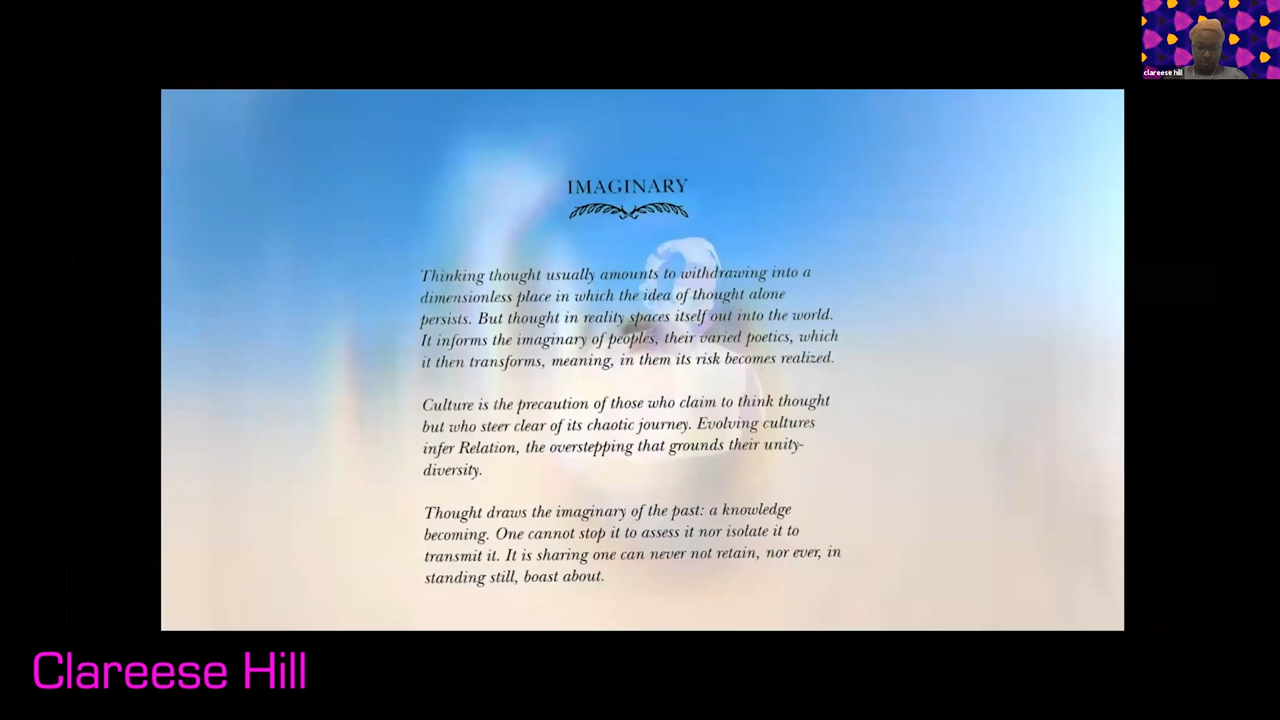 clareese hill
IMAGINARY
Thinking thought usually amounts to withdrawing into a
dimensionless place in which the idea of thought alone
persists. But thought in reality spaces itself out into the world.
It informs the imaginary of peoples, their varied poetics, which
it then transforms, meaning, in them its risk becomes realized.
Culture is the precaution of those who claim to think thought
but who steer clear of its chaotic journey. Evolving cultures
infer Relation, the overstepping that grounds their unity-
diversity.
Thought draws the imaginary of the past: a knowledge
becoming. One cannot stop it to assess it nor isolate it to
transmit it. It is sharing one can never not retain, nor ever, in
standing still, boast about.
Clareese Hill